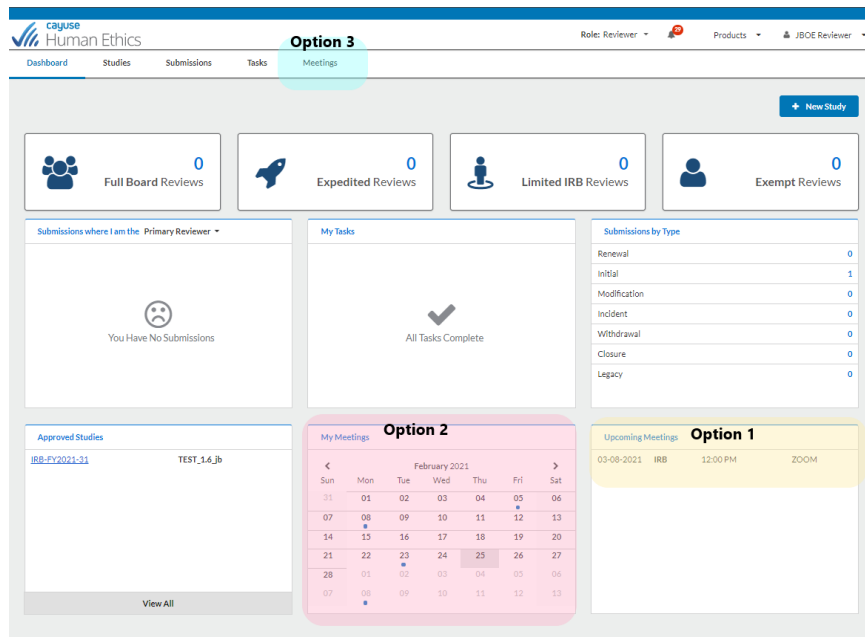 cayuse
Human Ethics
Option 3
Role: Reviewer
29
Products
JBOE Reviewer
Dashboard Studies Submissions Tasks Meetings
+ New Study
0
Full Board Reviews
0
Expedited Reviews
0
Limited IRB Reviews
0
Exempt Reviews
Submissions where I am the Primary Reviewer
You Have No Submissions
My Tasks
All Tasks Complete
Submissions by Type
Renewal 0
Initial 1
Modification 0
Incident 0
Withdrawal 0
Closure 0
Legacy 0
Approved Studies
IRB-FY2021-31 TEST_1.6_jb
View All
My Meetings
Option 2
February 2021
Sun Mon Tue Wed Thu Fri Sat
31 01 02 03 04 05 06
07 08 09 10 11 12 13
14 15 16 17 18 19 20
21 22 23 24 25 26 27
28 01 02 03 04 05 06
07 08 09 10 11 12 13
Upcoming Meetings
Option 1
03-08-2021 IRB 12:00 PM ZOOM